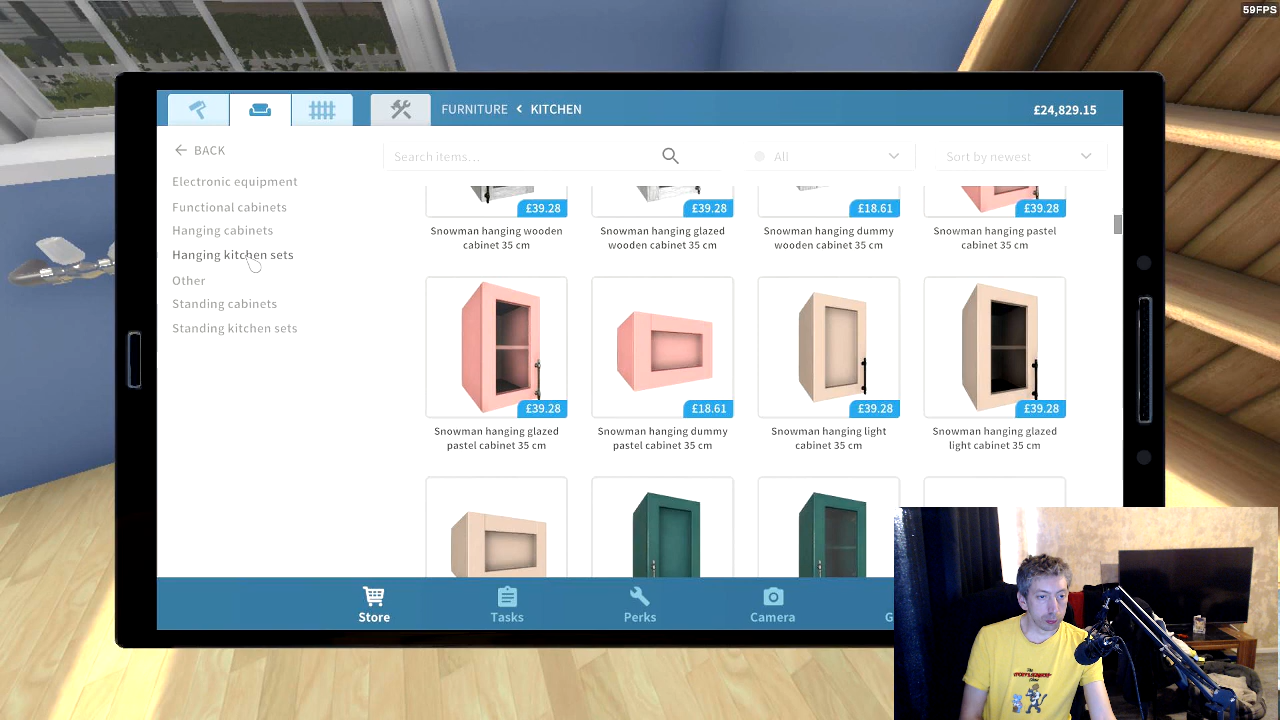 59FPS
FURNITURE < KITCHEN
£24,829.15
BACK
Search items...
All
Sort by newest
Electronic equipment
Functional cabinets
Hanging cabinets
Hanging kitchen sets
Other
Standing cabinets
Standing kitchen sets
£39.28
£39.28
£18.61
£39.28
Snowman hanging wooden
cabinet 35 cm
Snowman hanging glazed
wooden cabinet 35 cm
Snowman hanging dummy
wooden cabinet 35 cm
Snowman hanging pastel
cabinet 35 cm
£39.28
£18.61
£39.28
£39.28
Snowman hanging glazed
pastel cabinet 35 cm
Snowman hanging dummy
pastel cabinet 35 cm
Snowman hanging light
cabinet 35 cm
Snowman hanging glazed
light cabinet 35 cm
Store
Tasks
Perks
Camera
G